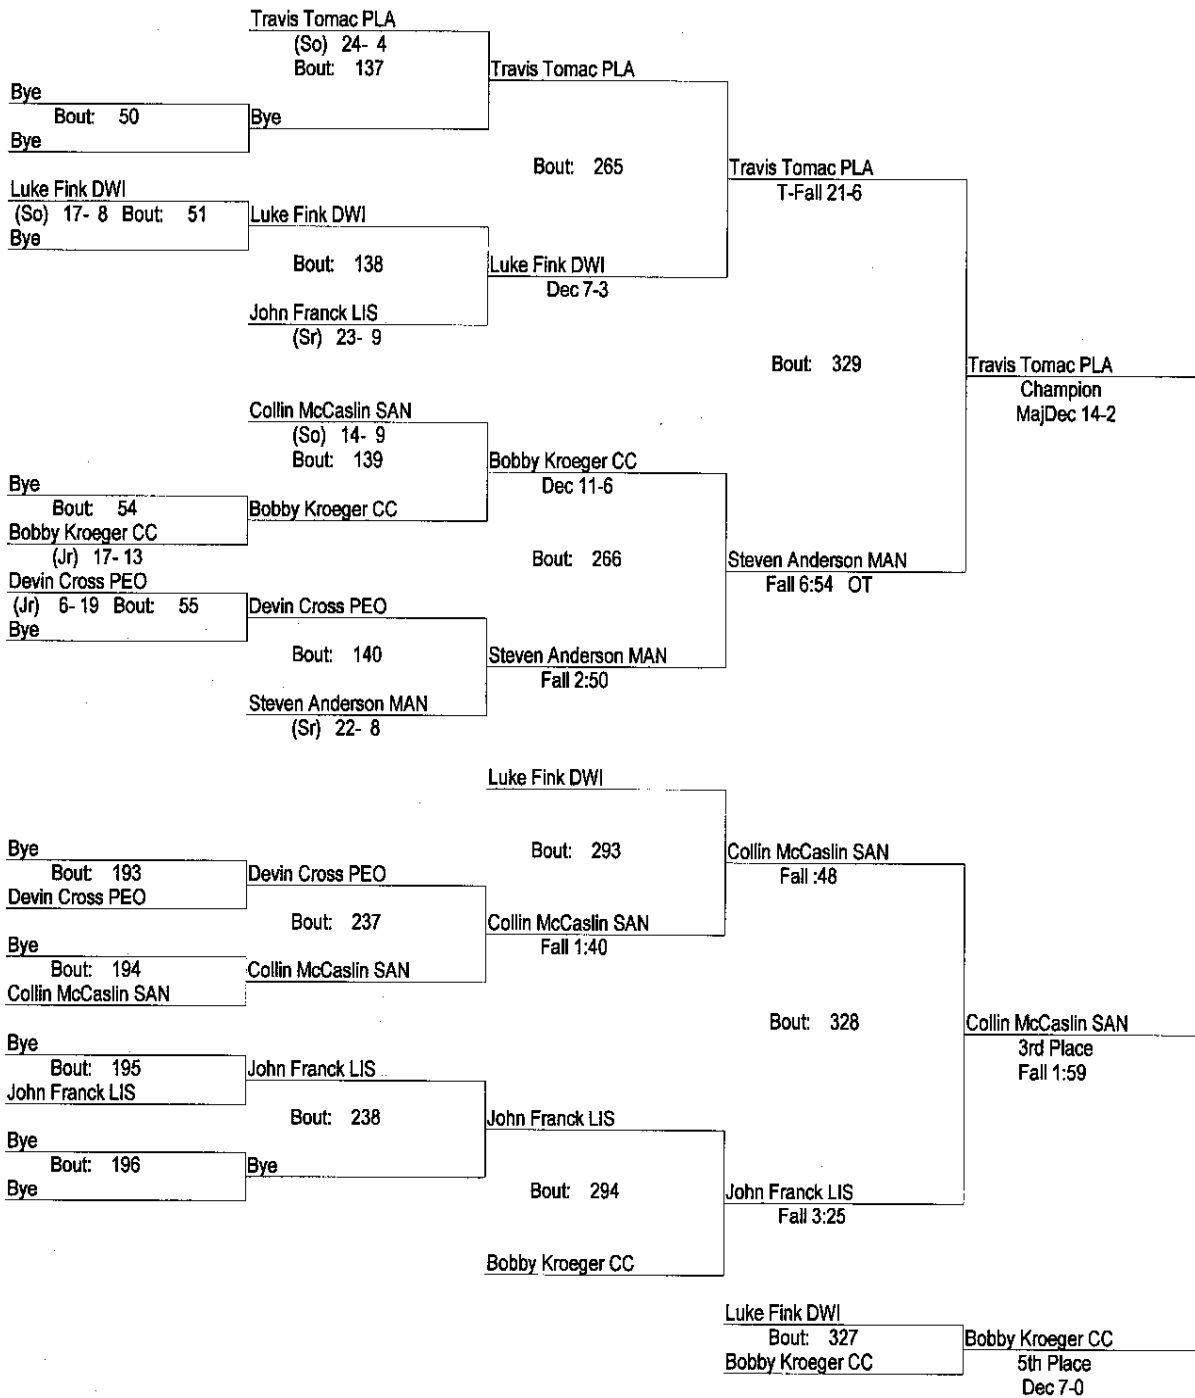 Travis Tomac PLA
(So) 24- 4
Bout: 137
Travis Tomac PLA
Bye
Bout: 50
Bye
Bye
Bout: 265
Travis Tomac PLA
T-Fall 21-6
Luke Fink DWI
(So) 17- 8 Bout: 51
Bye
Luke Fink DWI
Bout: 138
Luke Fink DWI
Dec 7-3
John Franck LIS
(Sr) 23- 9
Bout: 329
Travis Tomac PLA
Champion
MajDec 14-2
Collin McCaslin SAN
(So) 14- 9
Bout: 139
Bobby Kroeger CC
Dec 11-6
Bye
Bout: 54
Bobby Kroeger CC
(Jr) 17- 13
Bobby Kroeger CC
Bout: 266
Steven Anderson MAN
Fall 6:54 OT
Devin Cross PEO
(Jr) 6- 19 Bout: 55
Bye
Devin Cross PEO
Bout: 140
Steven Anderson MAN
Fall 2:50
Steven Anderson MAN
(Sr) 22- 8
Luke Fink DWI
Bout: 293
Collin McCaslin SAN
Fall :48
Bye
Bout: 193
Devin Cross PEO
Devin Cross PEO
Bout: 237
Collin McCaslin SAN
Fall 1:40
Bye
Bout: 194
Collin McCaslin SAN
Collin McCaslin SAN
Bout: 328
Collin McCaslin SAN
3rd Place
Fall 1:59
Bye
Bout: 195
John Franck LIS
John Franck LIS
Bout: 238
John Franck LIS
Bye
Bout: 196
Bye
Bye
Bout: 294
John Franck LIS
Fall 3:25
Bobby Kroeger CC
Luke Fink DWI
Bout: 327
Bobby Kroeger CC
Bobby Kroeger CC
5th Place
Dec 7-0